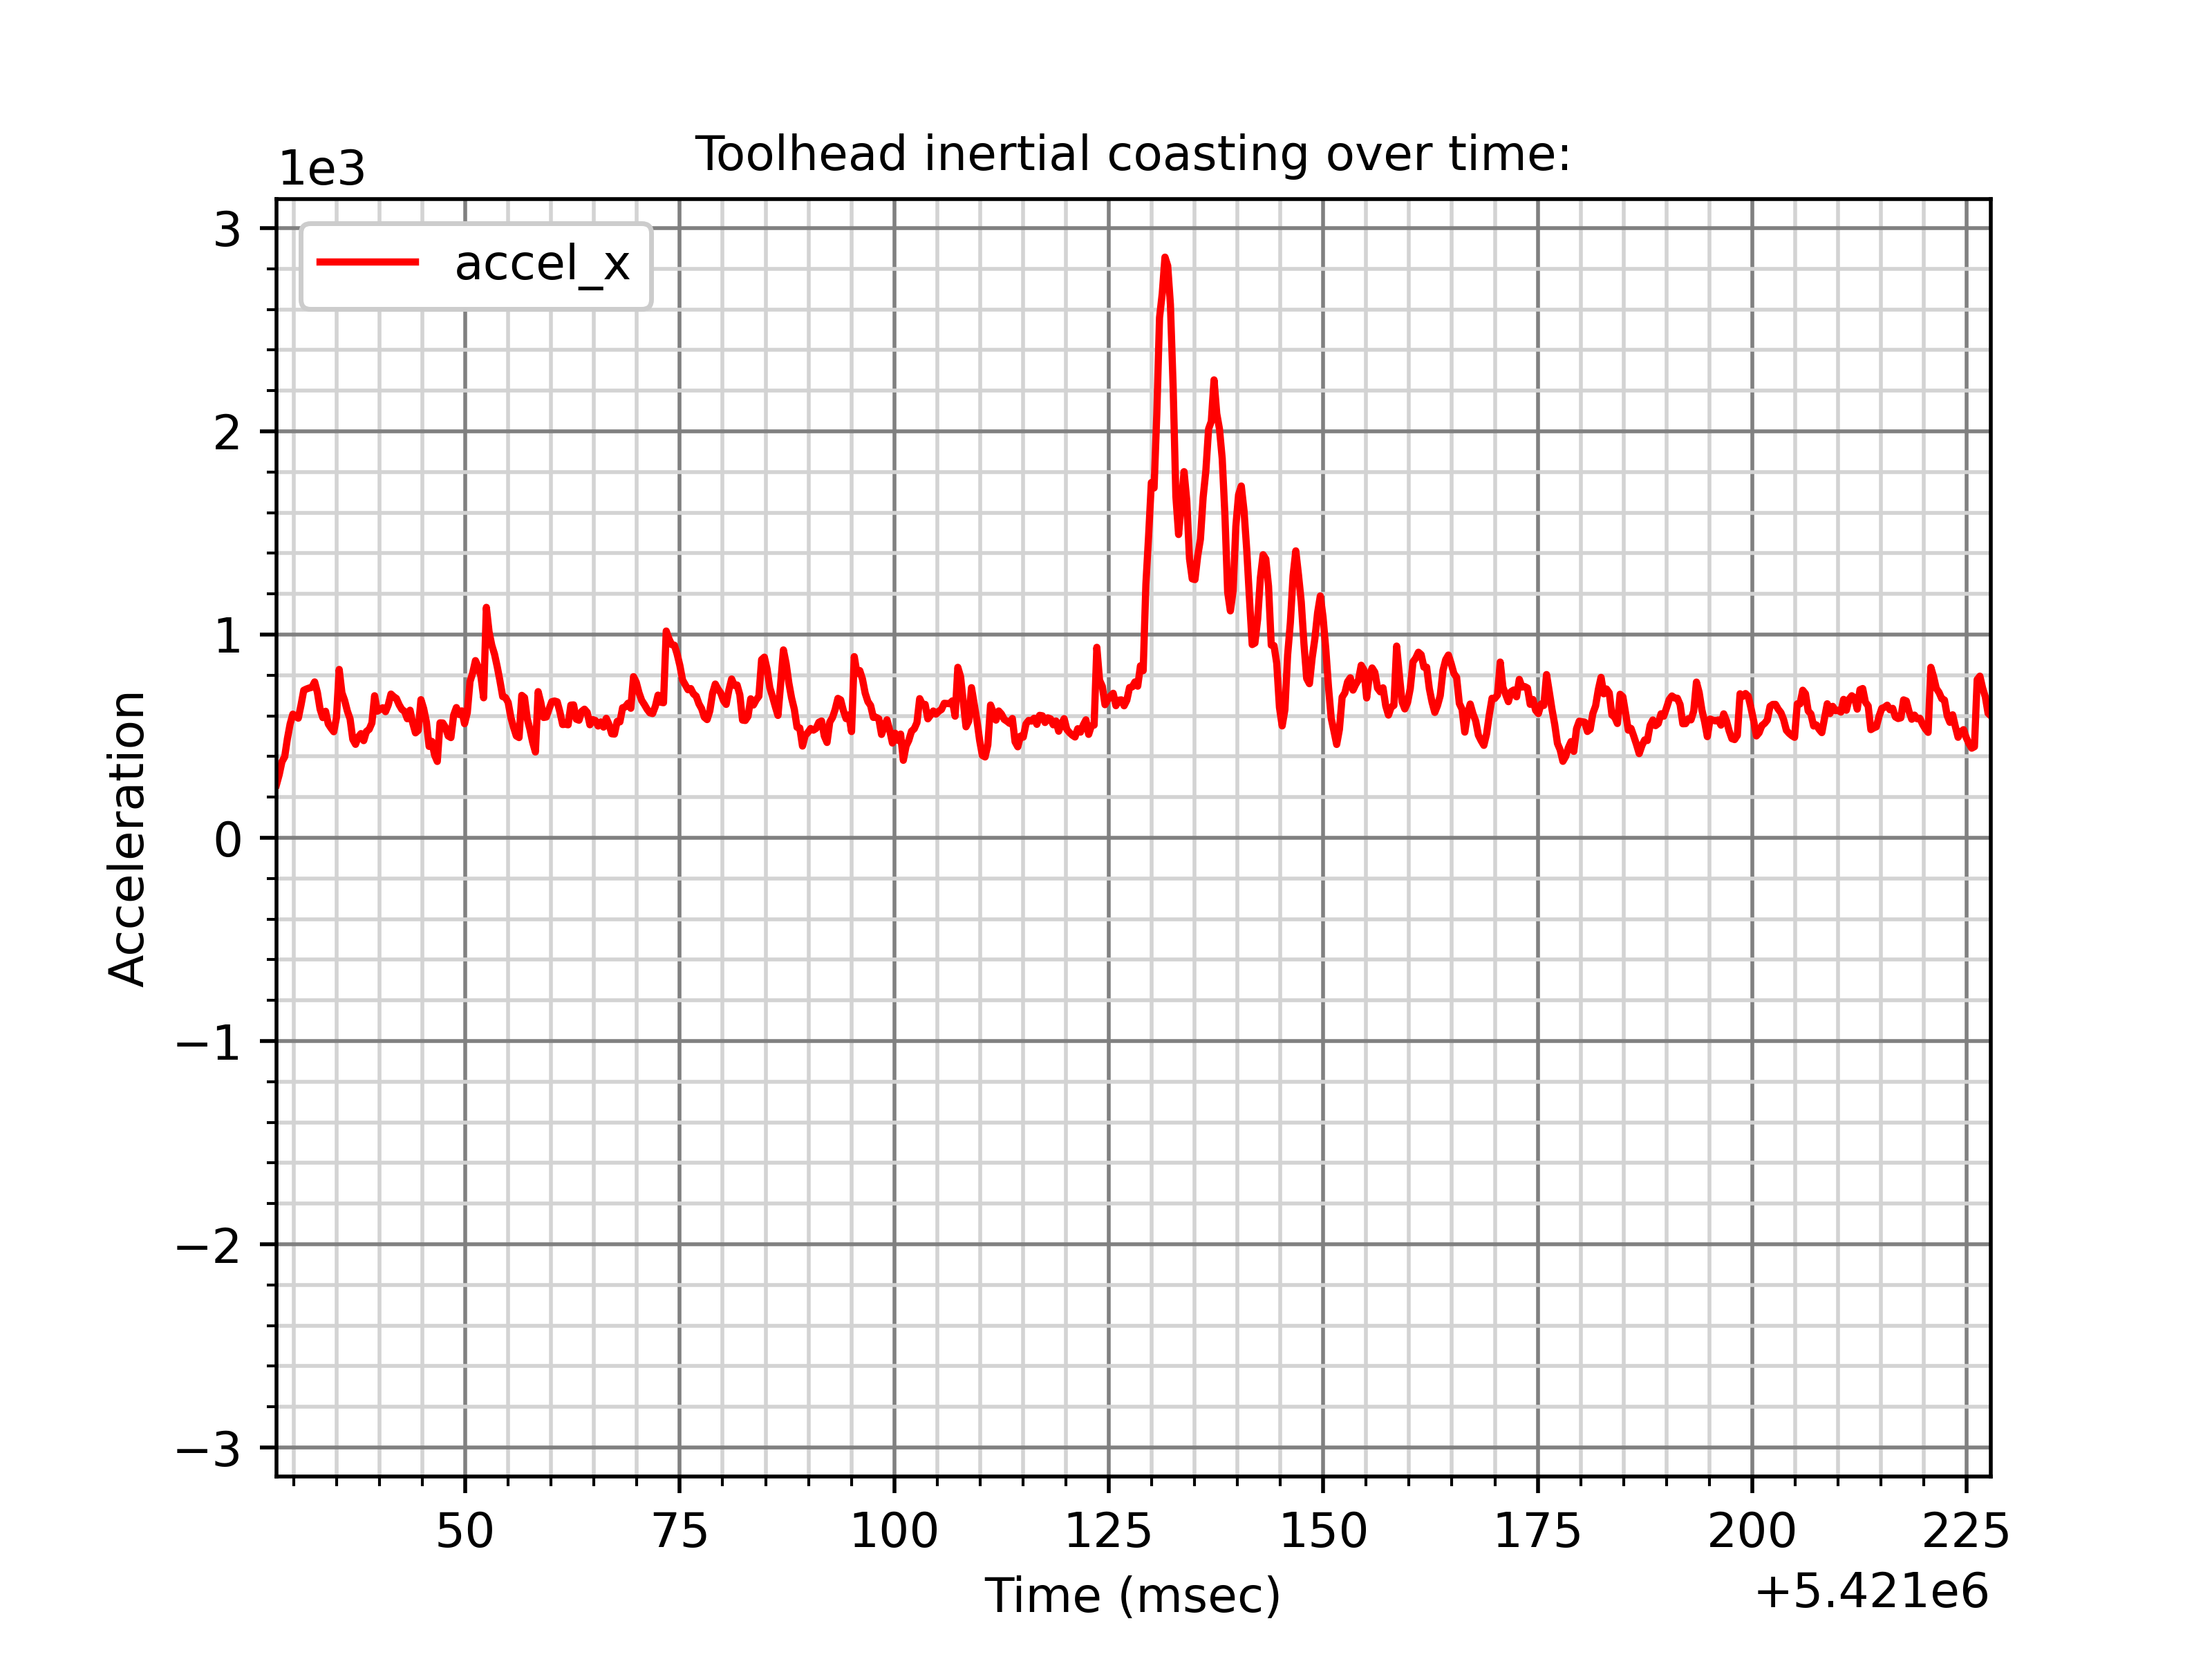 Toolhead inertial coasting over time:
1e3
accel_x
3
2
1
0
−1
−2
−3
Acceleration
50 75 100 125 150 175 200 225
Time (msec)
+5.421e6